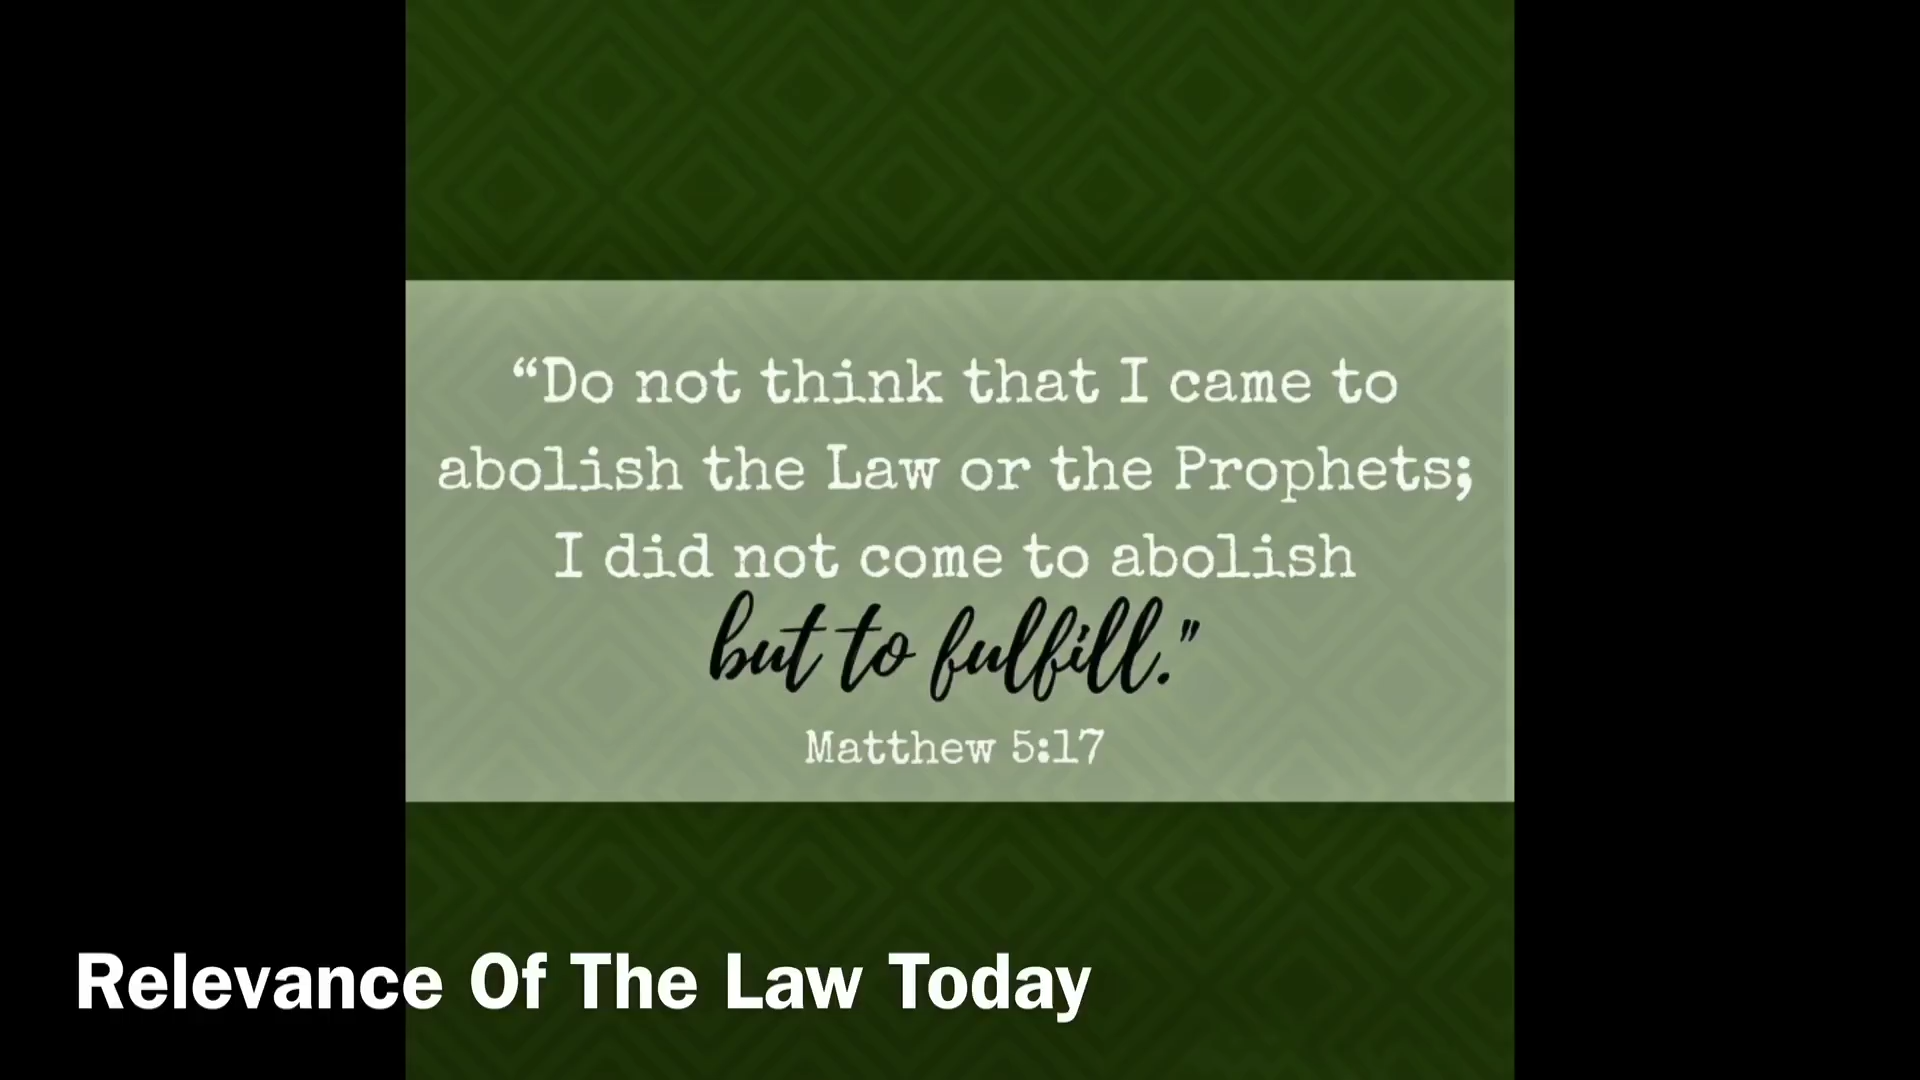 “Do not think that I came to
abolish the Law or the Prophets;
I did not come to abolish
but to fulfill."
Matthew 5:17
Relevance Of The Law Today